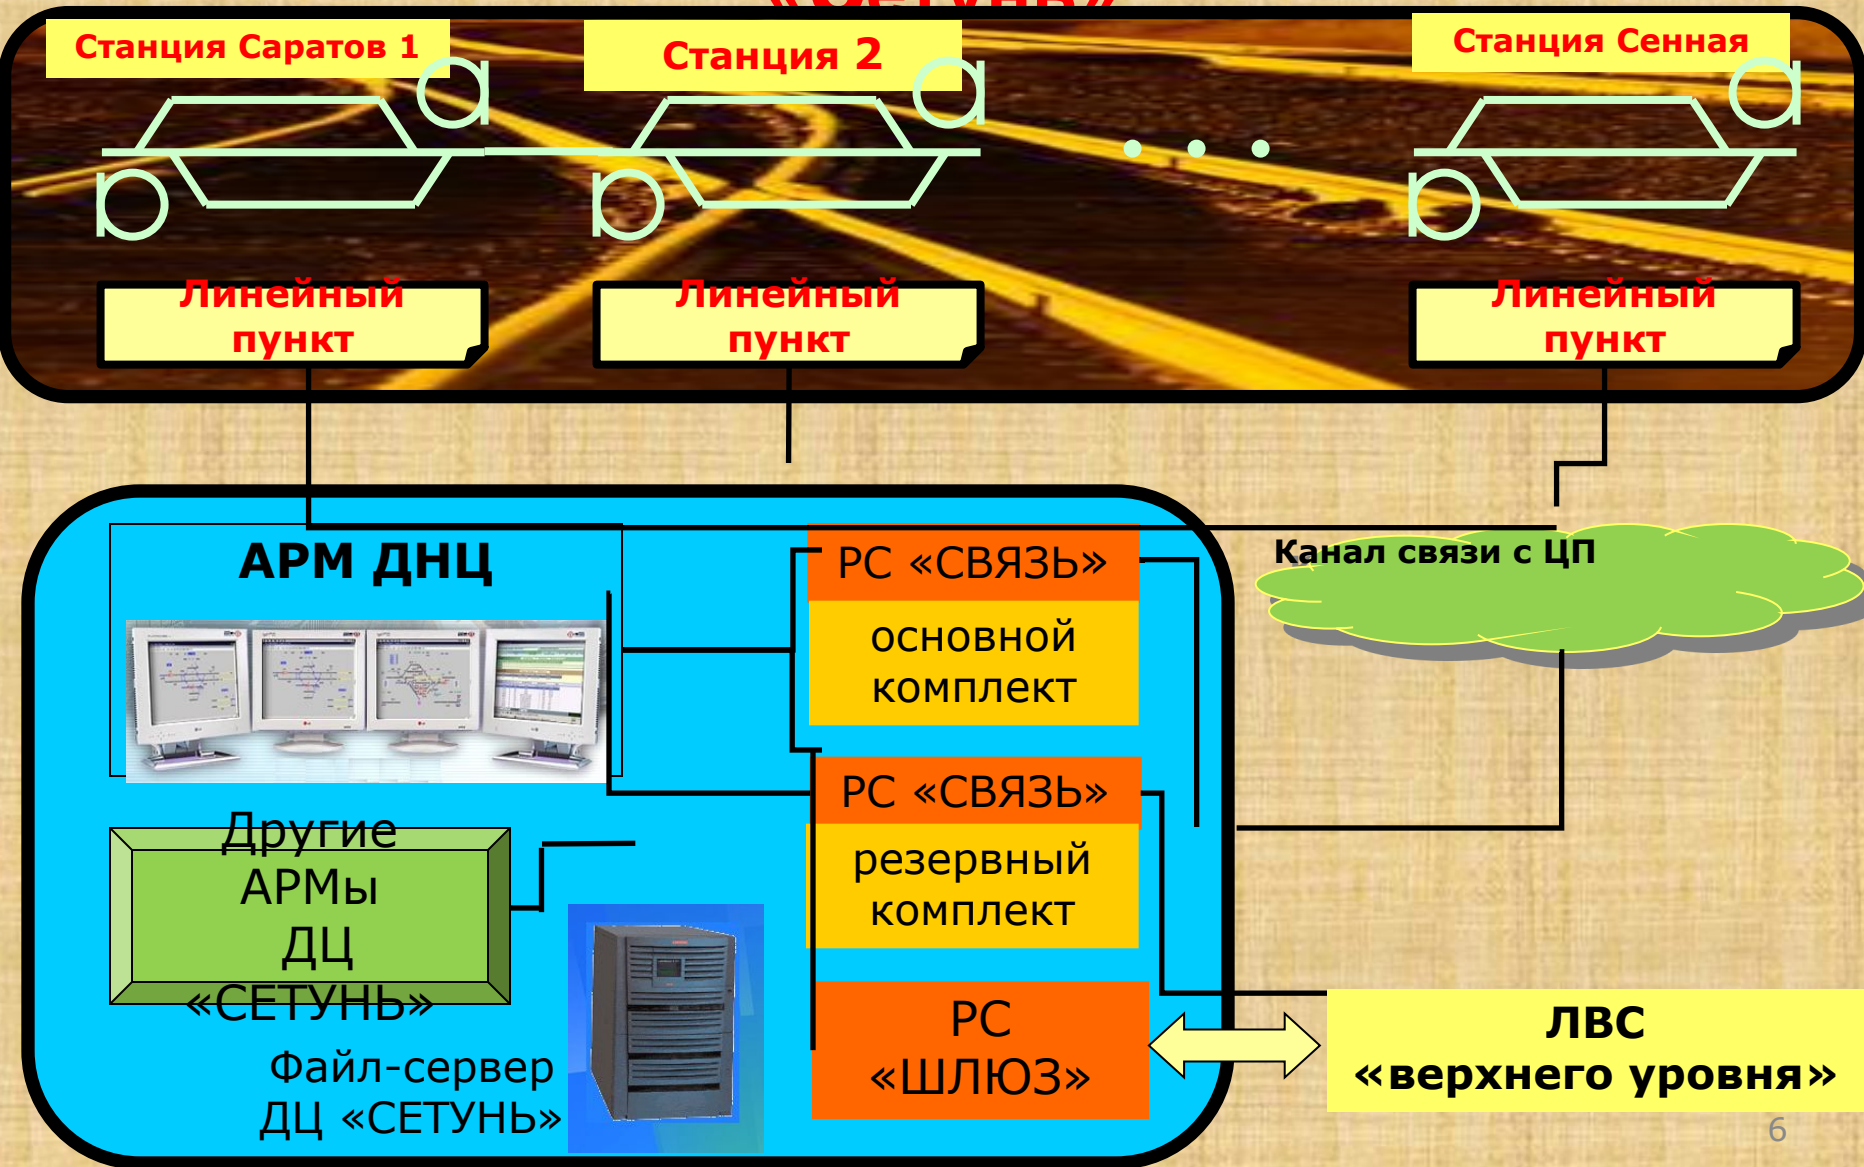 «Сетунь»
Станция Саратов 1
Станция 2
Станция Сенная
Линейный
пункт
Линейный
пункт
Линейный
пункт
АРМ ДНЦ
РС «СВЯЗЬ»
основной
комплект
Канал связи с ЦП
РС «СВЯЗЬ»
резервный
комплект
Другие
АРМы
ДЦ
«СЕТУНЬ»
Файл-сервер
ДЦ «СЕТУНЬ»
РС
«ШЛЮЗ»
ЛВС
«верхнего уровня»
6